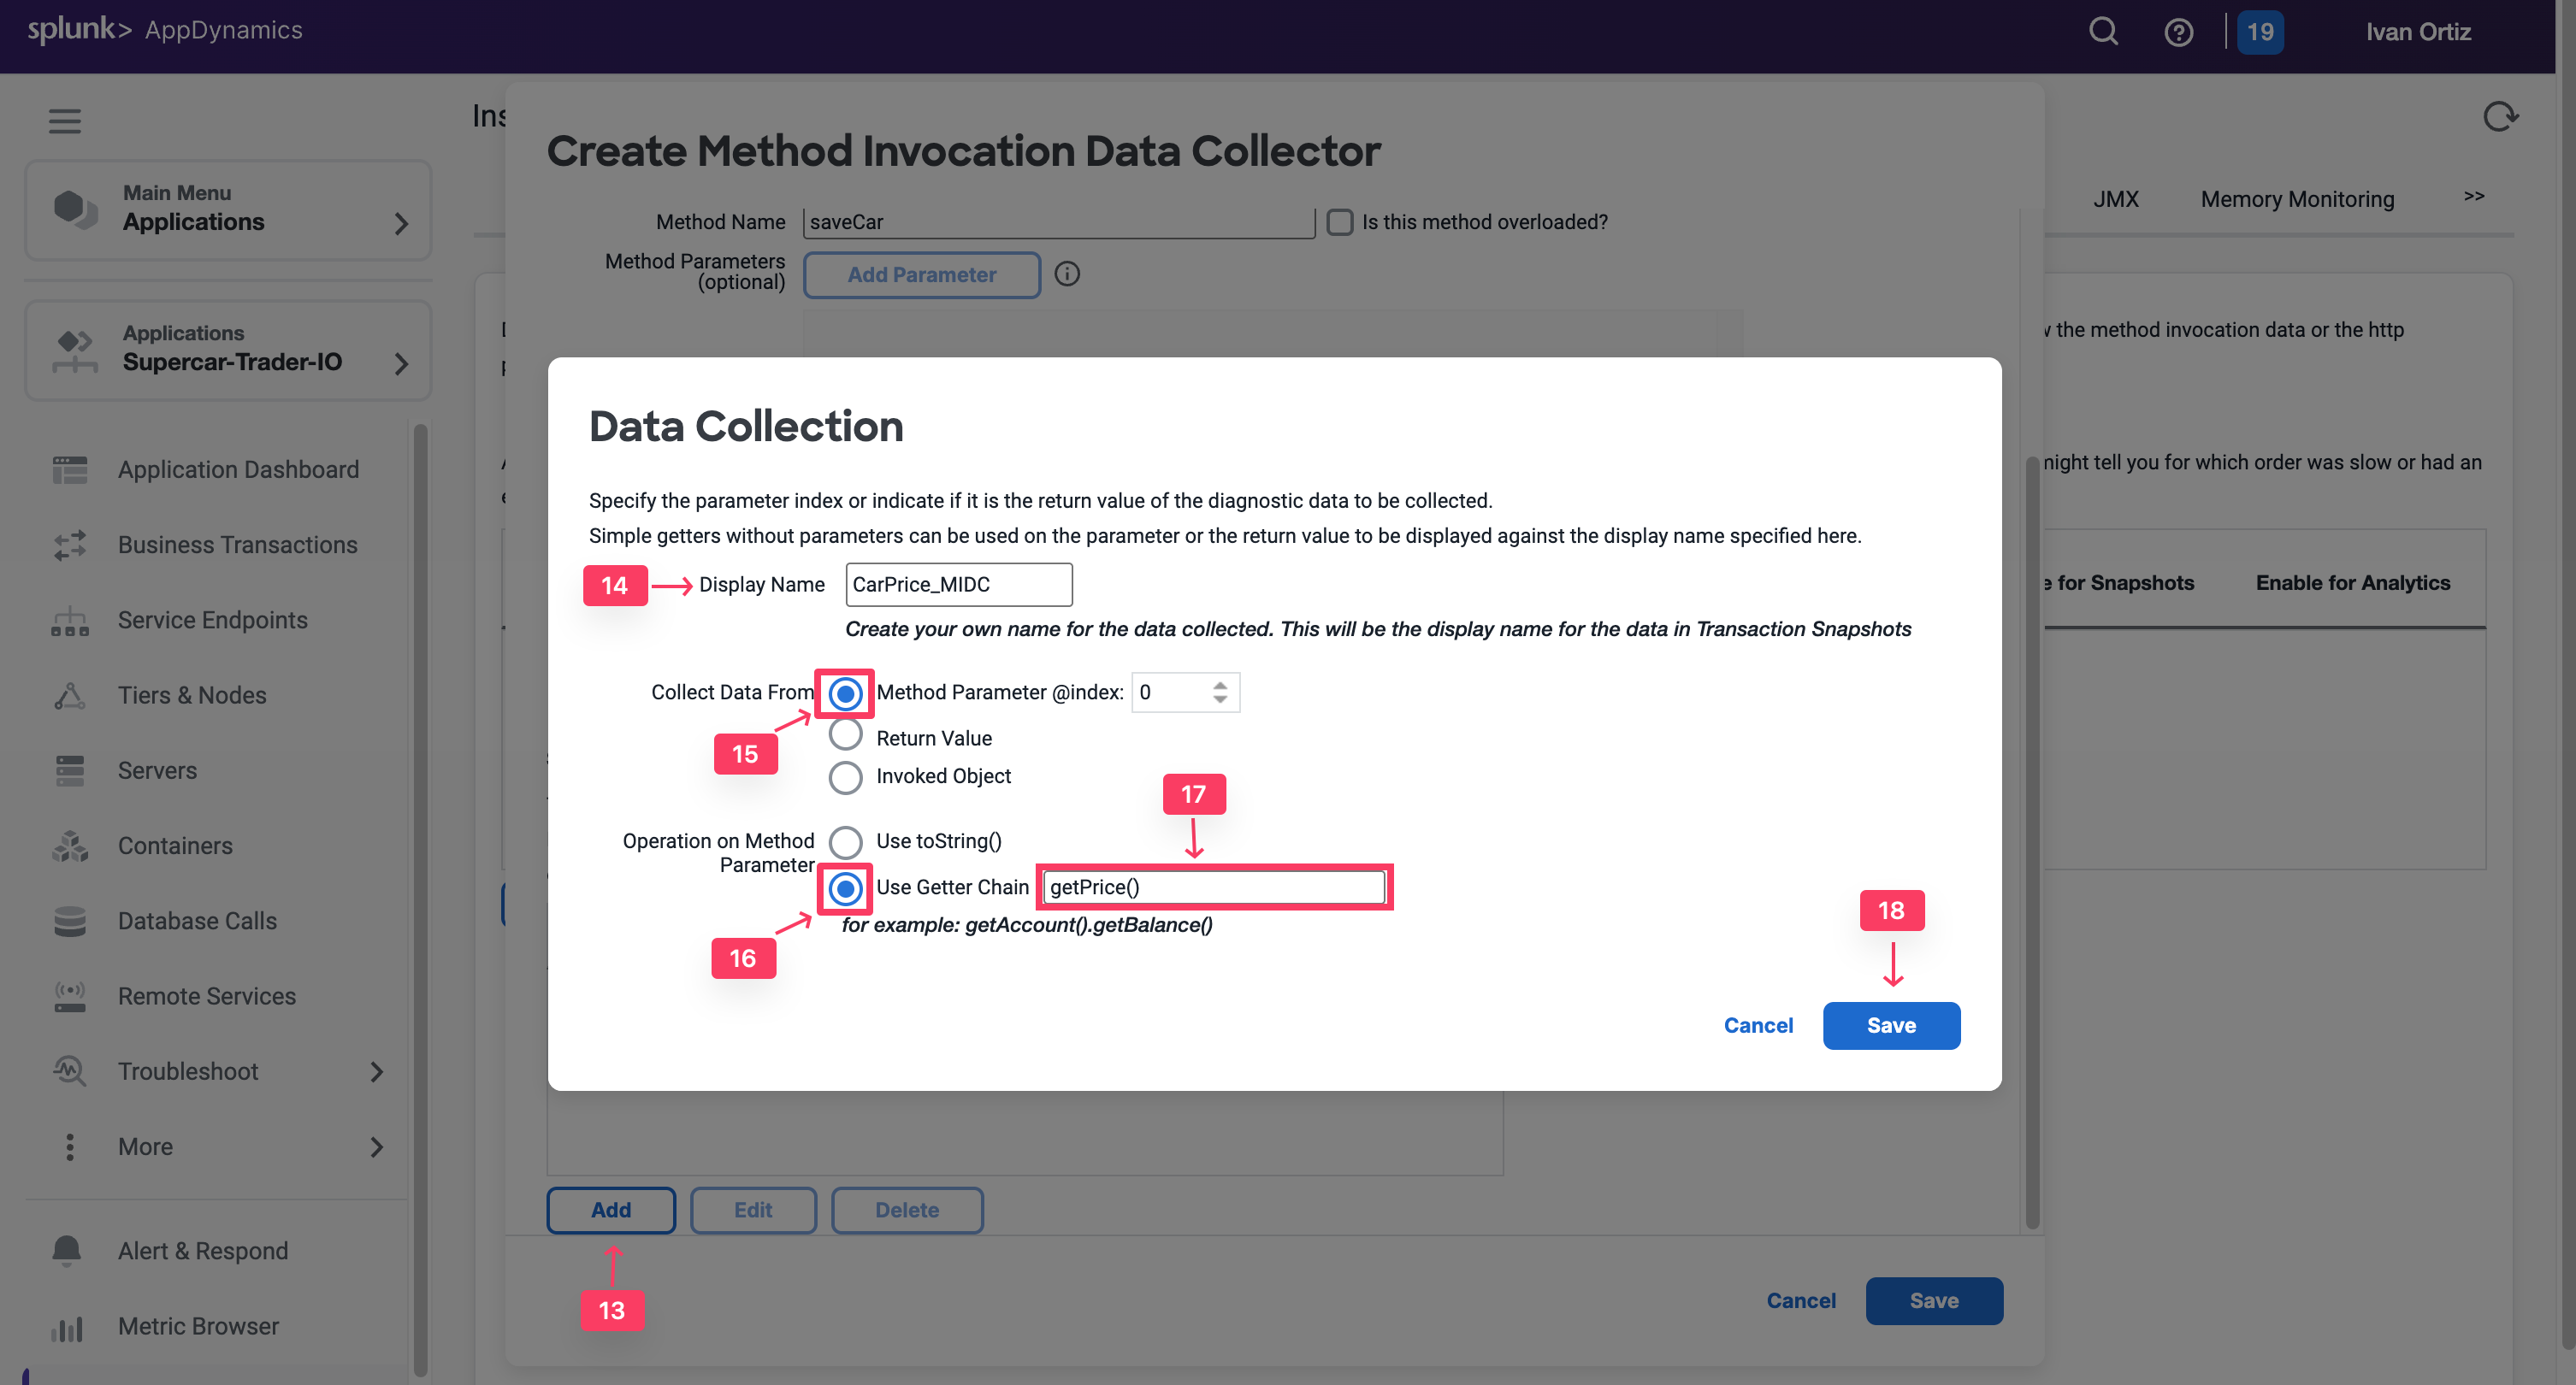 splunk> AppDynamics
19
Ivan Ortiz
Ins
Main Menu
Applications
Applications
Supercar-Trader-IO
Application Dashboard
Business Transactions
Service Endpoints
Tiers & Nodes
Servers
Containers
Database Calls
Remote Services
Troubleshoot
More
Alert & Respond
Metric Browser
JMX
Memory Monitoring
>>
the method invocation data or the http
might tell you for which order was slow or had an
for Snapshots
Enable for Analytics
Create Method Invocation Data Collector
Method Name saveCar Is this method overloaded?
Method Parameters
(optional)
Add Parameter
Data Collection
Specify the parameter index or indicate if it is the return value of the diagnostic data to be collected.
Simple getters without parameters can be used on the parameter or the return value to be displayed against the display name specified here.
14 Display Name CarPrice_MIDC
Create your own name for the data collected. This will be the display name for the data in Transaction Snapshots
Collect Data From Method Parameter @index: 0
15
Return Value
Invoked Object
17
Operation on Method
Parameter
Use toString()
Use Getter Chain getPrice()
for example: getAccount().getBalance()
16
18
Cancel Save
Add Edit Delete
13
Cancel Save